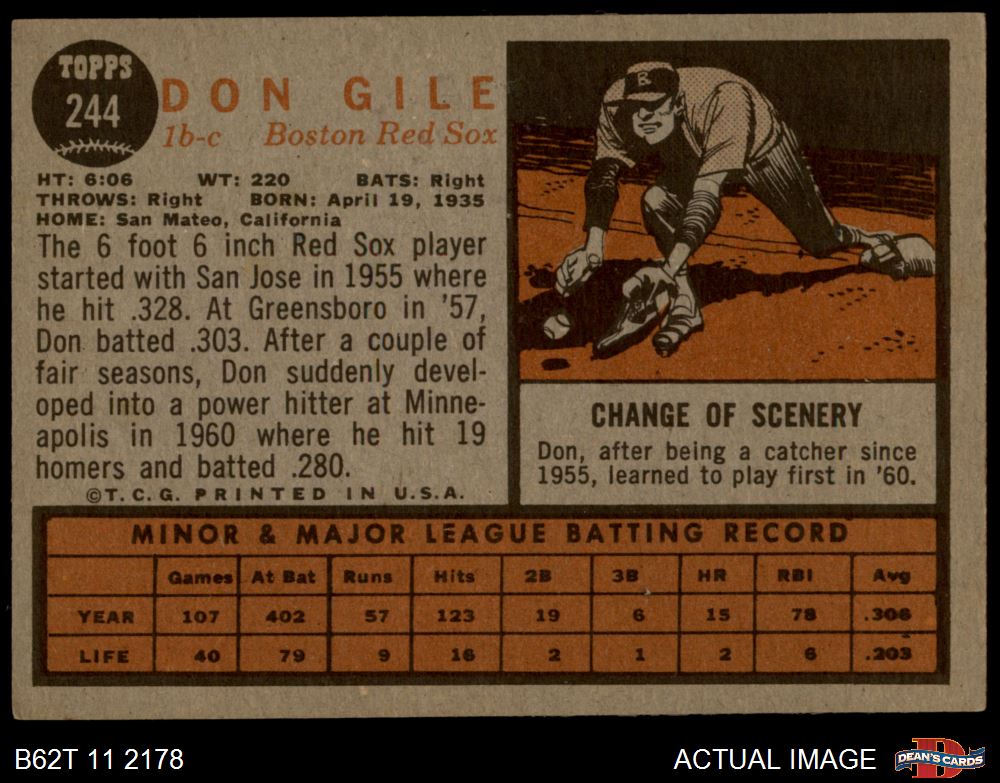 TOPPS
244
DON GILE
1b-c Boston Red Sox
HT: 6:06 WT: 220 BATS: Right
THROWS: Right BORN: April 19, 1935
HOME: San Mateo, California
The 6 foot 6 inch Red Sox player
started with San Jose in 1955 where
he hit .328. At Greensboro in '57,
Don batted .303. After a couple of
fair seasons, Don suddenly devel-
oped into a power hitter at Minne-
apolis in 1960 where he hit 19
homers and batted .280.
©T.C.G. PRINTED IN U.S.A.
B
CHANGE OF SCENERY
Don, after being a catcher since
1955, learned to play first in '60.
MINOR & MAJOR LEAGUE BATTING RECORD
Games At Bat Runs Hits 2B 3B HR RBI Avg
YEAR 107 402 57 123 19 6 15 78 .306
LIFE 40 79 9 16 2 1 2 6 .203
B62T 11 2178
ACTUAL IMAGE
D
DEAN'S CARDS